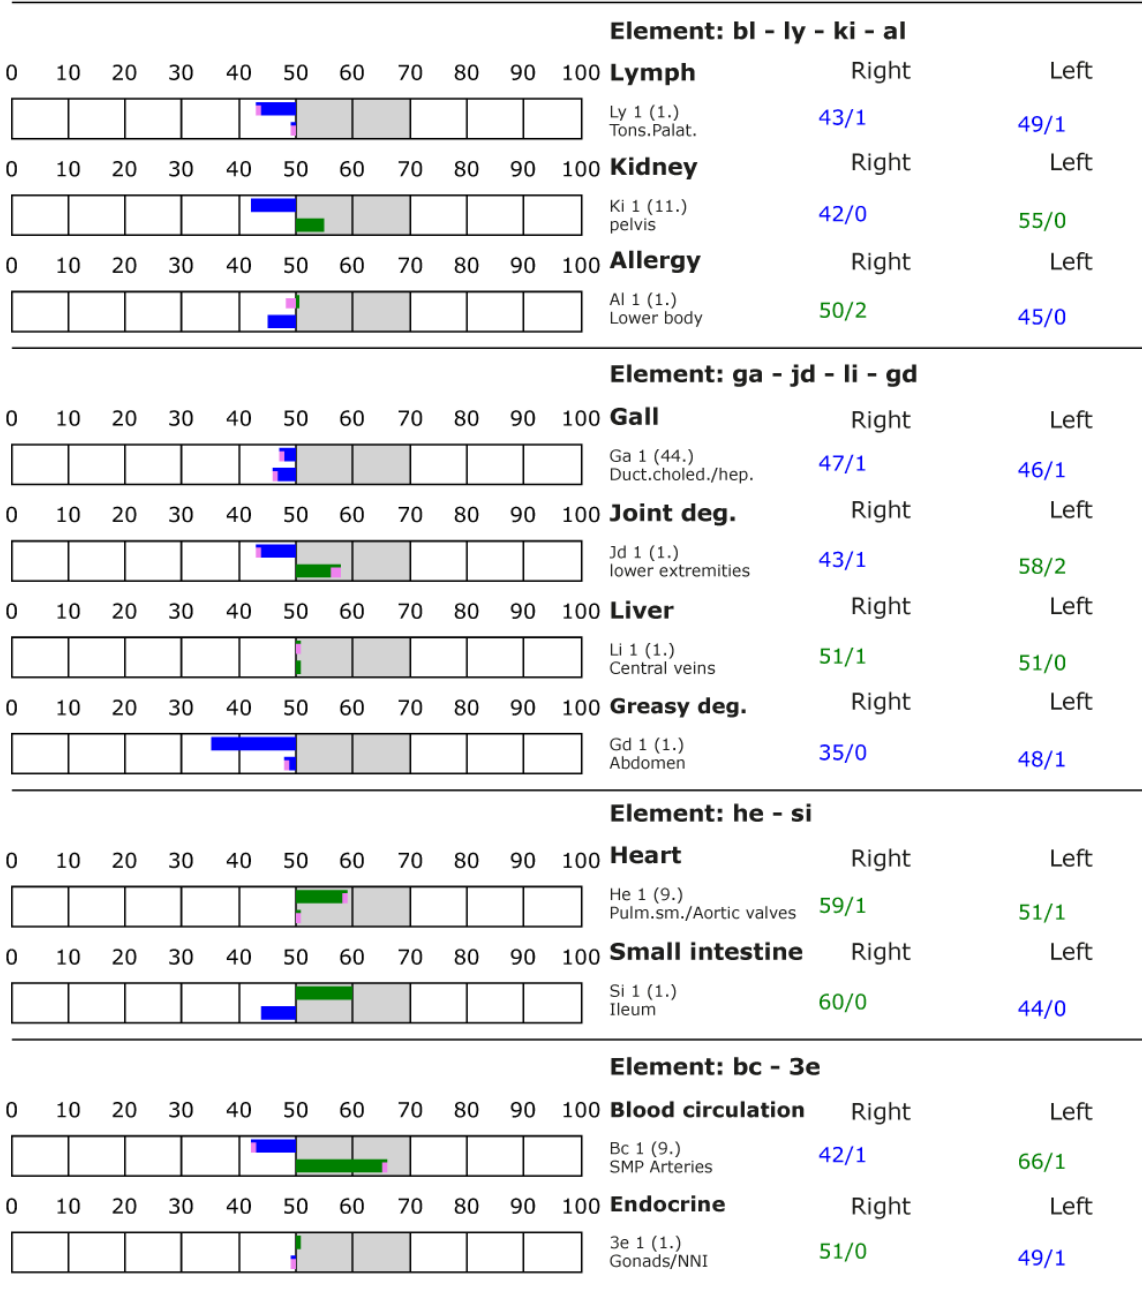 Element: bl - ly - ki - al
0 10 20 30 40 50 60 70 80 90 100 Lymph Right Left
Ly 1 (1.) 43/1 49/1
Tons.Palat.
0 10 20 30 40 50 60 70 80 90 100 Kidney Right Left
Ki 1 (11.) 42/0 55/0
pelvis
0 10 20 30 40 50 60 70 80 90 100 Allergy Right Left
Al 1 (1.) 50/2 45/0
Lower body
Element: ga - jd - li - gd
0 10 20 30 40 50 60 70 80 90 100 Gall Right Left
Ga 1 (44.) 47/1 46/1
Duct.choled./hep.
0 10 20 30 40 50 60 70 80 90 100 Joint deg. Right Left
Jd 1 (1.) 43/1 58/2
lower extremities
0 10 20 30 40 50 60 70 80 90 100 Liver Right Left
Li 1 (1.) 51/1 51/0
Central veins
0 10 20 30 40 50 60 70 80 90 100 Greasy deg. Right Left
Gd 1 (1.) 35/0 48/1
Abdomen
Element: he - si
0 10 20 30 40 50 60 70 80 90 100 Heart Right Left
He 1 (9.) 59/1 51/1
Pulm.sm./Aortic valves
0 10 20 30 40 50 60 70 80 90 100 Small intestine Right Left
Si 1 (1.) 60/0 44/0
Ileum
Element: bc - 3e
0 10 20 30 40 50 60 70 80 90 100 Blood circulation Right Left
Bc 1 (9.) 42/1 66/1
SMP Arteries
0 10 20 30 40 50 60 70 80 90 100 Endocrine Right Left
3e 1 (1.) 51/0 49/1
Gonads/NNI